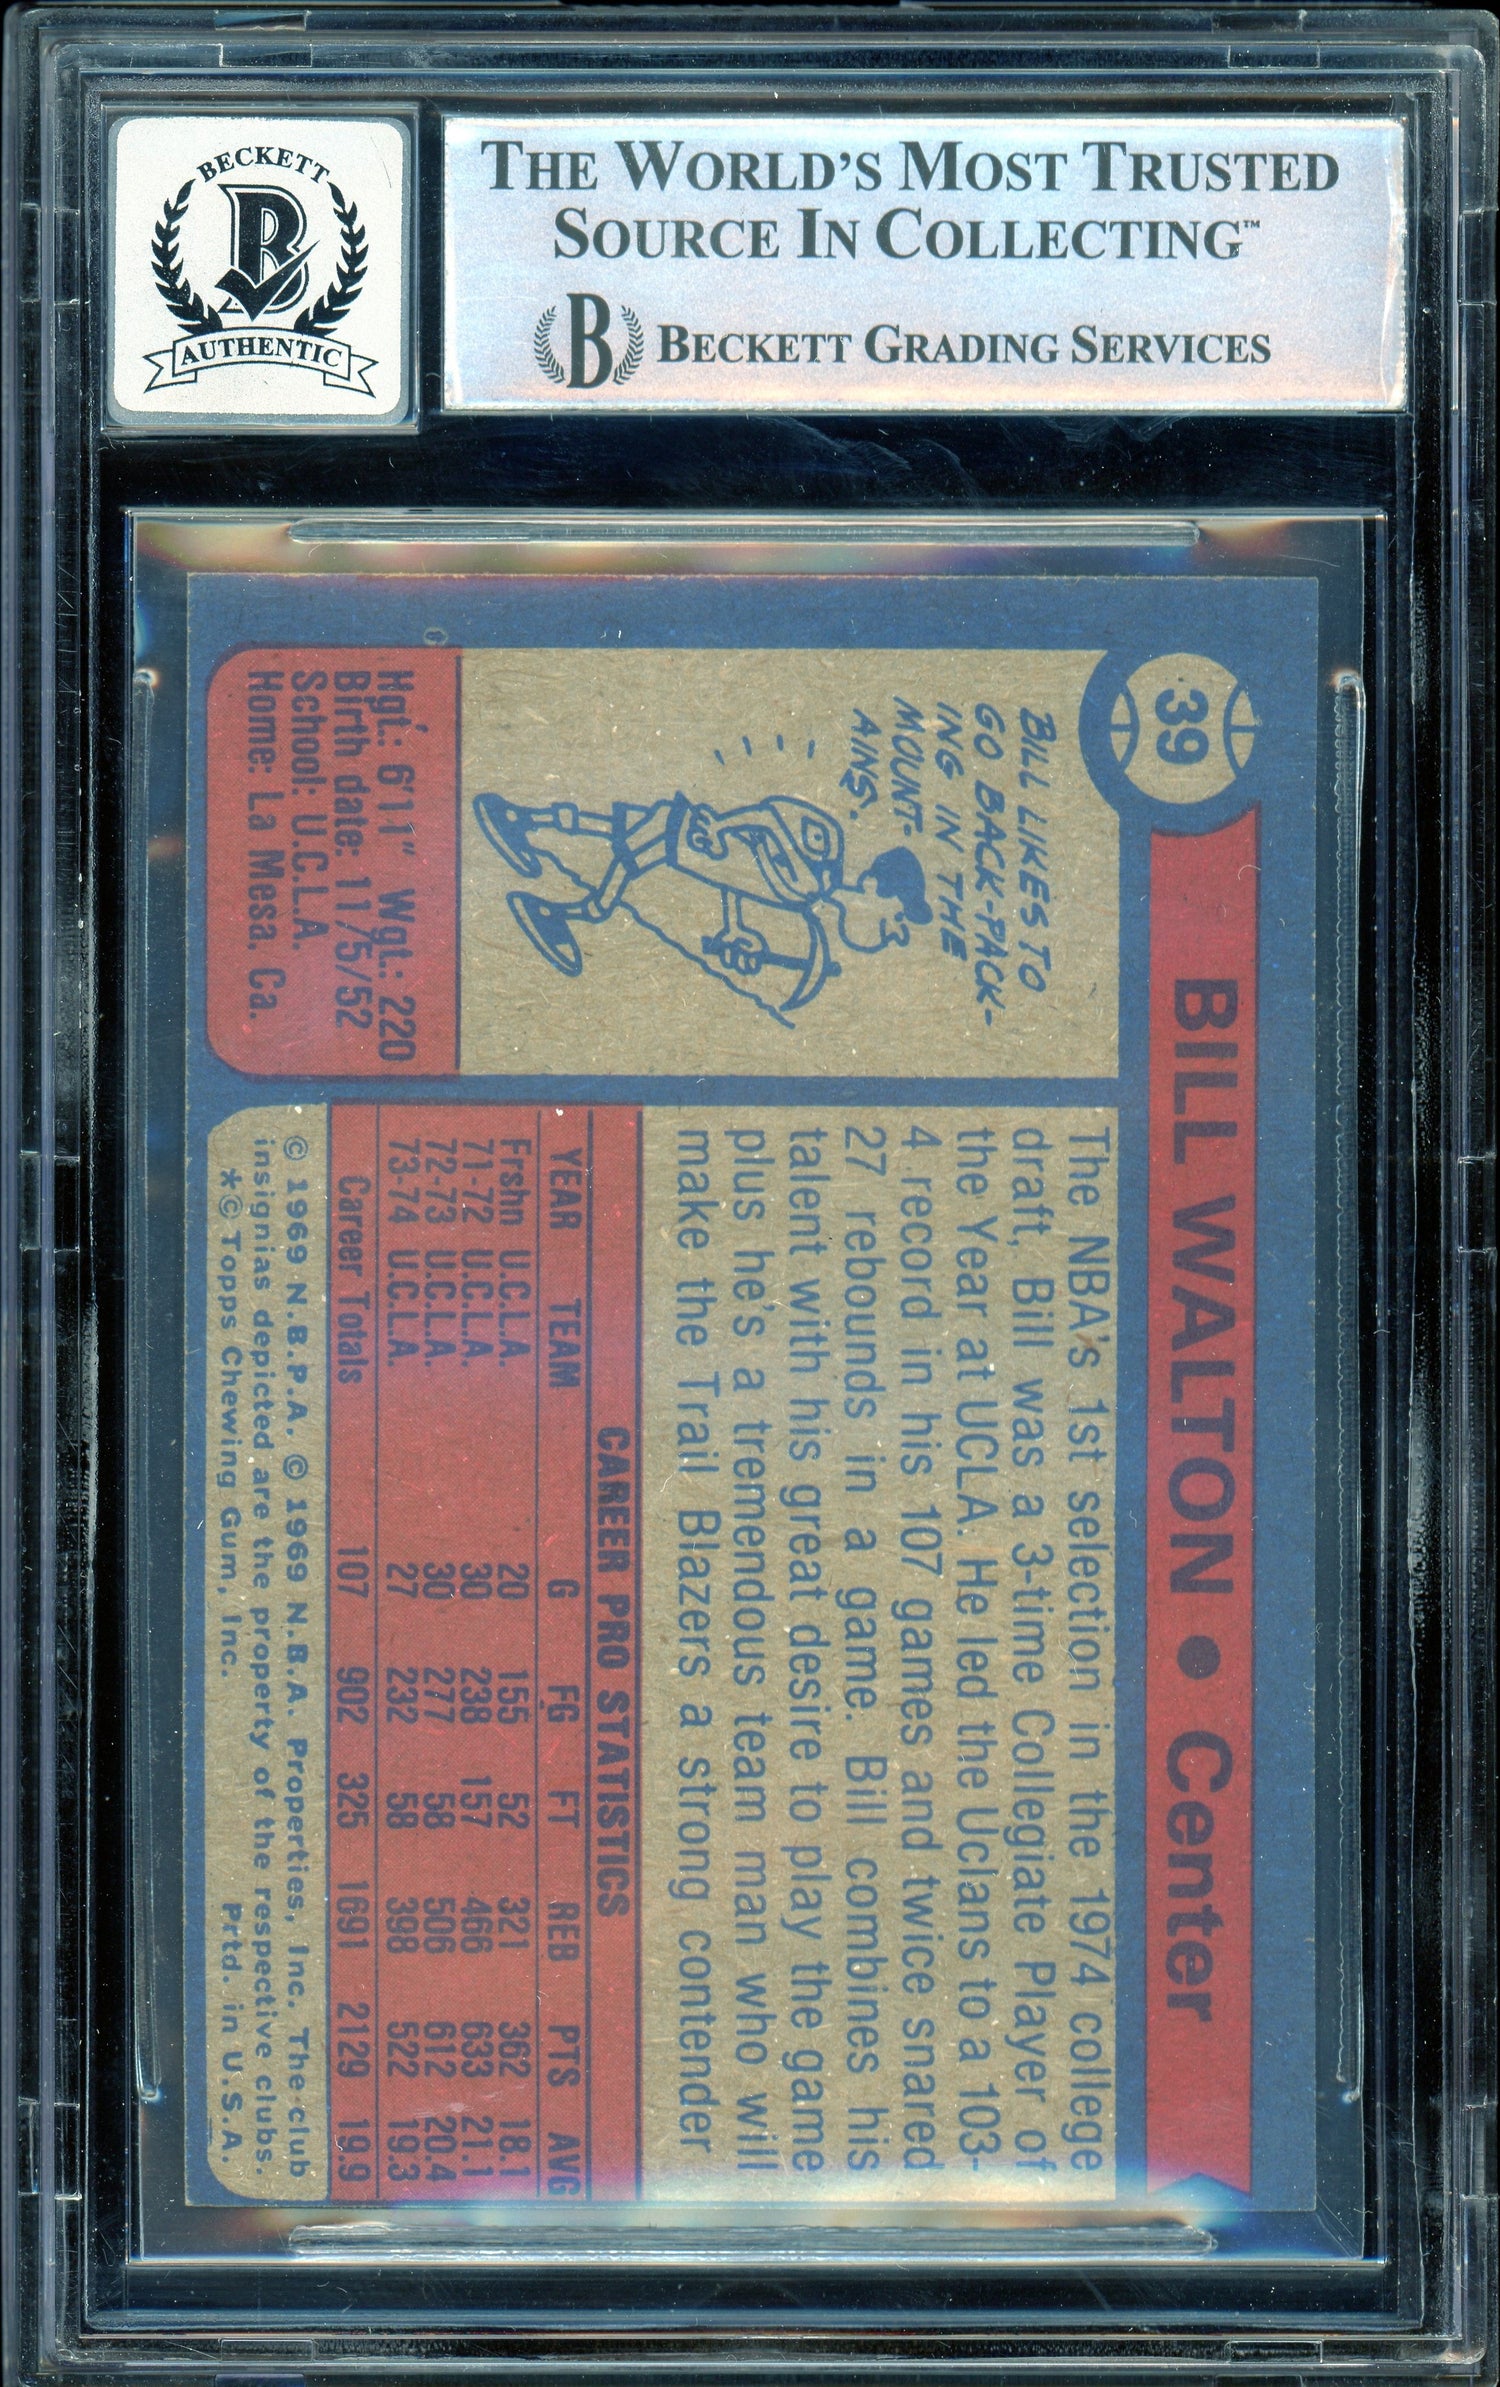 BECKETT
B
AUTHENTIC
THE WORLD'S MOST TRUSTED
SOURCE IN COLLECTING™
B BECKETT GRADING SERVICES
39
BILL WALTON • Center
BILL LIKES TO
GO BACK-PACK-
ING IN THE
MOUNT-
AINS.
Hgt.: 6'11" Wgt.: 220
Birth date: 11/5/52
School: U.C.L.A.
Home: La Mesa, Ca.
The NBA's 1st selection in the 1974 college
draft, Bill was a 3-time Collegiate Player of
the Year at UCLA. He led the Uclans to a 103-
4 record in his 107 games and twice snared
27 rebounds in a game. Bill combines his
talent with his great desire to play the game
plus he's a tremendous team man who will
make the Trail Blazers a strong contender
CAREER PRO STATISTICS
YEAR TEAM G FG FT REB PTS AVG
Frshn U.C.L.A. 20 155 52 321 362 18.1
71-72 U.C.L.A. 30 238 157 466 633 21.1
72-73 U.C.L.A. 30 277 58 506 612 20.4
73-74 U.C.L.A. 27 232 58 398 522 19.3
Career Totals 107 902 325 1691 2129 19.9
© 1969 N.B.P.A. © 1969 N.B.A. Properties, Inc. The club
insignias depicted are the property of the respective clubs.
*© Topps Chewing Gum, Inc. Prtd. in U.S.A.